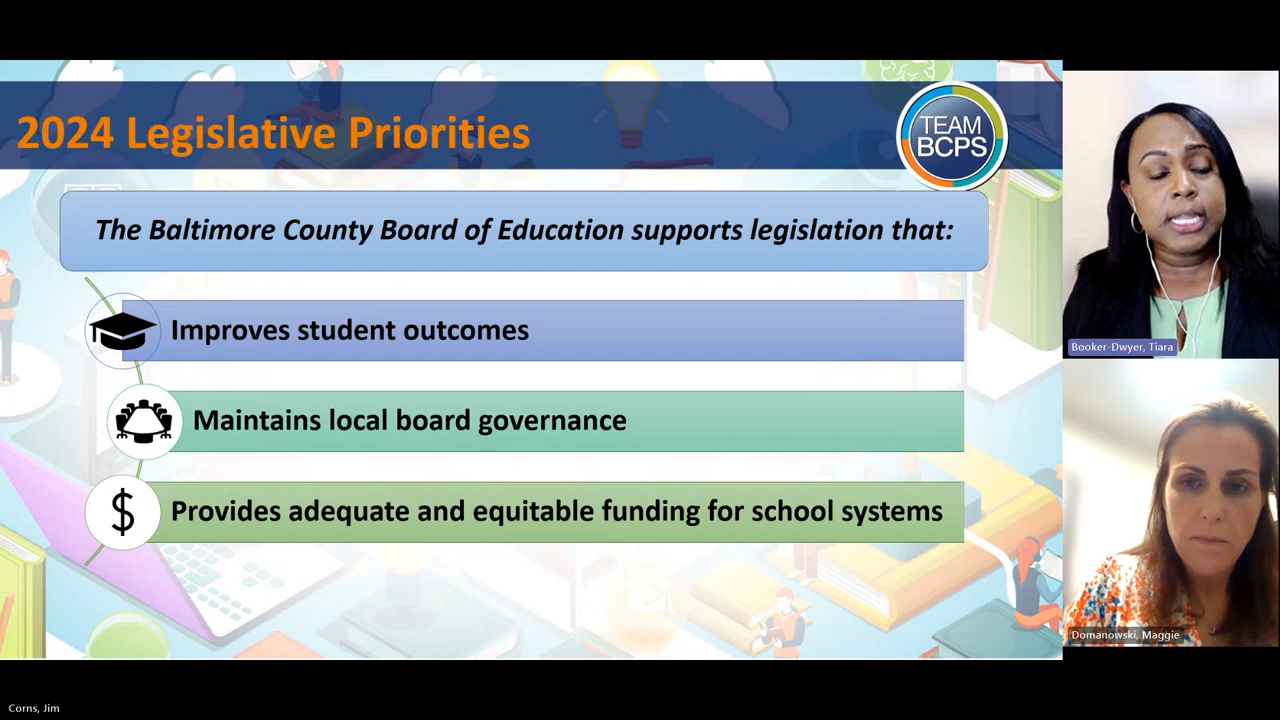 2024 Legislative Priorities
TEAM
BCPS
The Baltimore County Board of Education supports legislation that:
Improves student outcomes
Maintains local board governance
$ Provides adequate and equitable funding for school systems
Booker-Dwyer, Tiara
Domanowski, Maggie
Corns, Jim